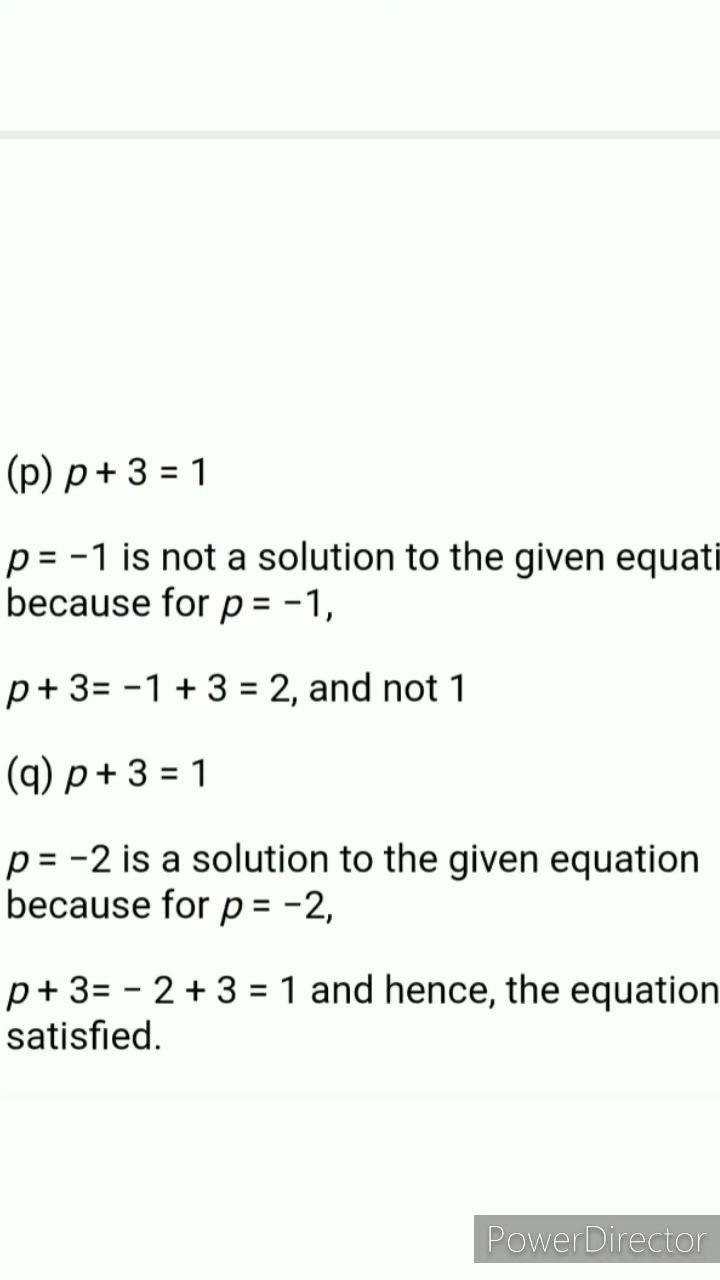 (p) p + 3 = 1
p = −1 is not a solution to the given equati
because for p = −1,
p + 3= −1 + 3 = 2, and not 1
(q) p + 3 = 1
p = −2 is a solution to the given equation
because for p = −2,
p + 3= − 2 + 3 = 1 and hence, the equation
satisfied.
PowerDirector